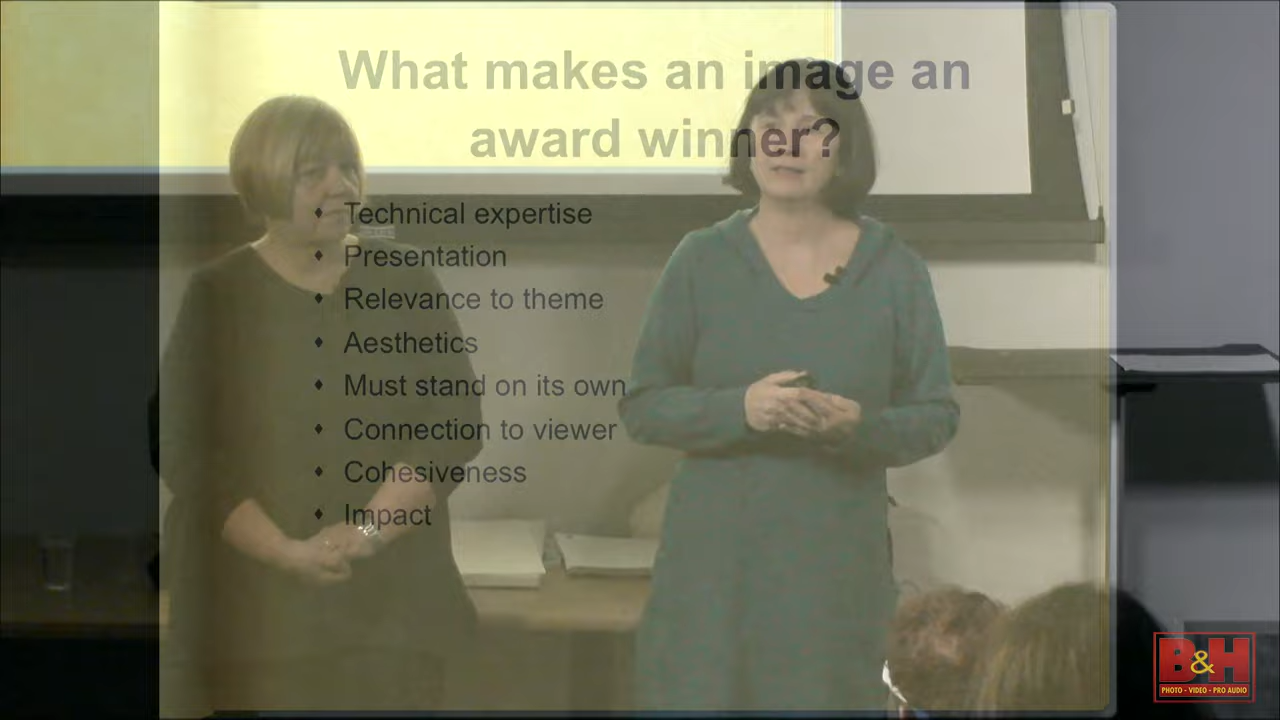 What makes an image an
award winner?
Technical expertise
Presentation
Relevance to theme
Aesthetics
Must stand on its own
Connection to viewer
Cohesiveness
Impact
B&H
PHOTO - VIDEO - PRO AUDIO